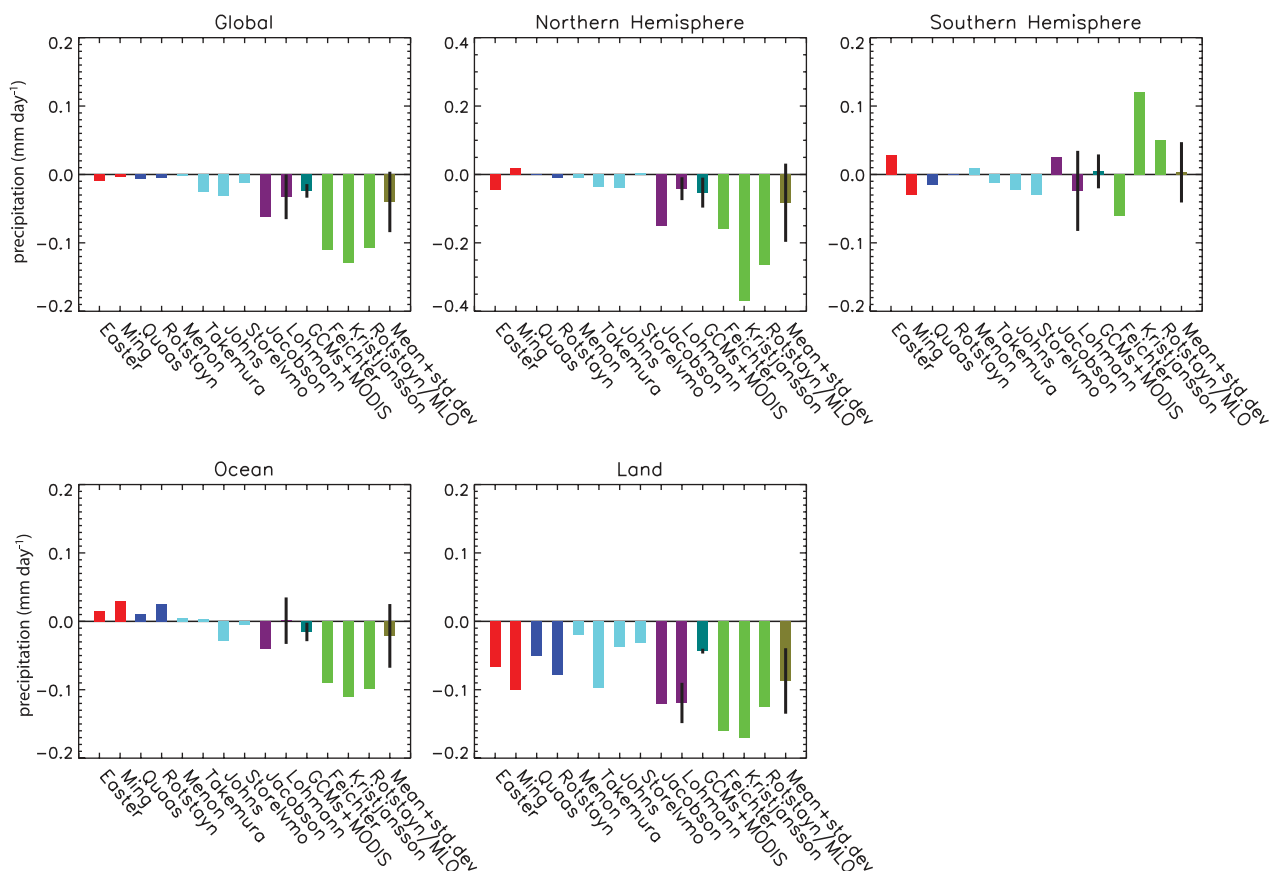 Global
Northern Hemisphere
Southern Hemisphere
precipitation (mm day⁻¹)
0.2
0.1
0.0
−0.1
−0.2
0.4
0.2
0.0
−0.2
−0.4
0.2
0.1
0.0
−0.1
−0.2
Easter
Ming
Quaas
Rotstayn
Menon
Takemura
Johns
Storelvmo
Jacobson
Lohmann
GCMs+MODIS
Feichter
Kristjansson
Rotstayn/MLO
Mean+std.dev
Easter
Ming
Quaas
Rotstayn
Menon
Takemura
Johns
Storelvmo
Jacobson
Lohmann
GCMs+MODIS
Feichter
Kristjansson
Rotstayn/MLO
Mean+std.dev
Easter
Ming
Quaas
Rotstayn
Menon
Takemura
Johns
Storelvmo
Jacobson
Lohmann
GCMs+MODIS
Feichter
Kristjansson
Rotstayn/MLO
Mean+std.dev
Ocean
Land
precipitation (mm day⁻¹)
0.2
0.1
0.0
−0.1
−0.2
0.2
0.1
0.0
−0.1
−0.2
Easter
Ming
Quaas
Rotstayn
Menon
Takemura
Johns
Storelvmo
Jacobson
Lohmann
GCMs+MODIS
Feichter
Kristjansson
Rotstayn/MLO
Mean+std.dev
Easter
Ming
Quaas
Rotstayn
Menon
Takemura
Johns
Storelvmo
Jacobson
Lohmann
GCMs+MODIS
Feichter
Kristjansson
Rotstayn/MLO
Mean+std.dev